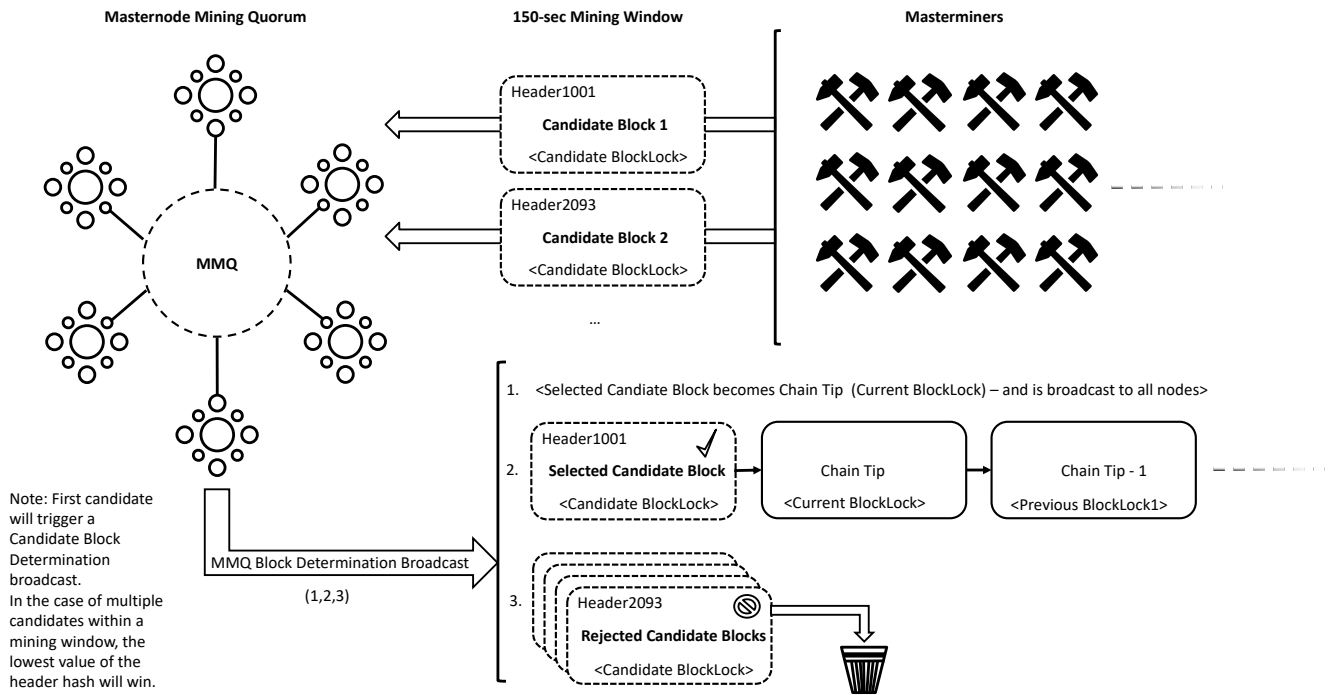 Masternode Mining Quorum
150-sec Mining Window
Masterminers
Header1001
Candidate Block 1
<Candidate BlockLock>
Header2093
Candidate Block 2
<Candidate BlockLock>
...
MMQ
1. <Selected Candiate Block becomes Chain Tip (Current BlockLock) – and is broadcast to all nodes>
2.
Header1001
Selected Candidate Block
<Candidate BlockLock>
Chain Tip
<Current BlockLock>
Chain Tip - 1
<Previous BlockLock1>
Note: First candidate
will trigger a
Candidate Block
Determination
broadcast.
In the case of multiple
candidates within a
mining window, the
lowest value of the
header hash will win.
MMQ Block Determination Broadcast
(1,2,3)
3.
Header2093
Rejected Candidate Blocks
<Candidate BlockLock>